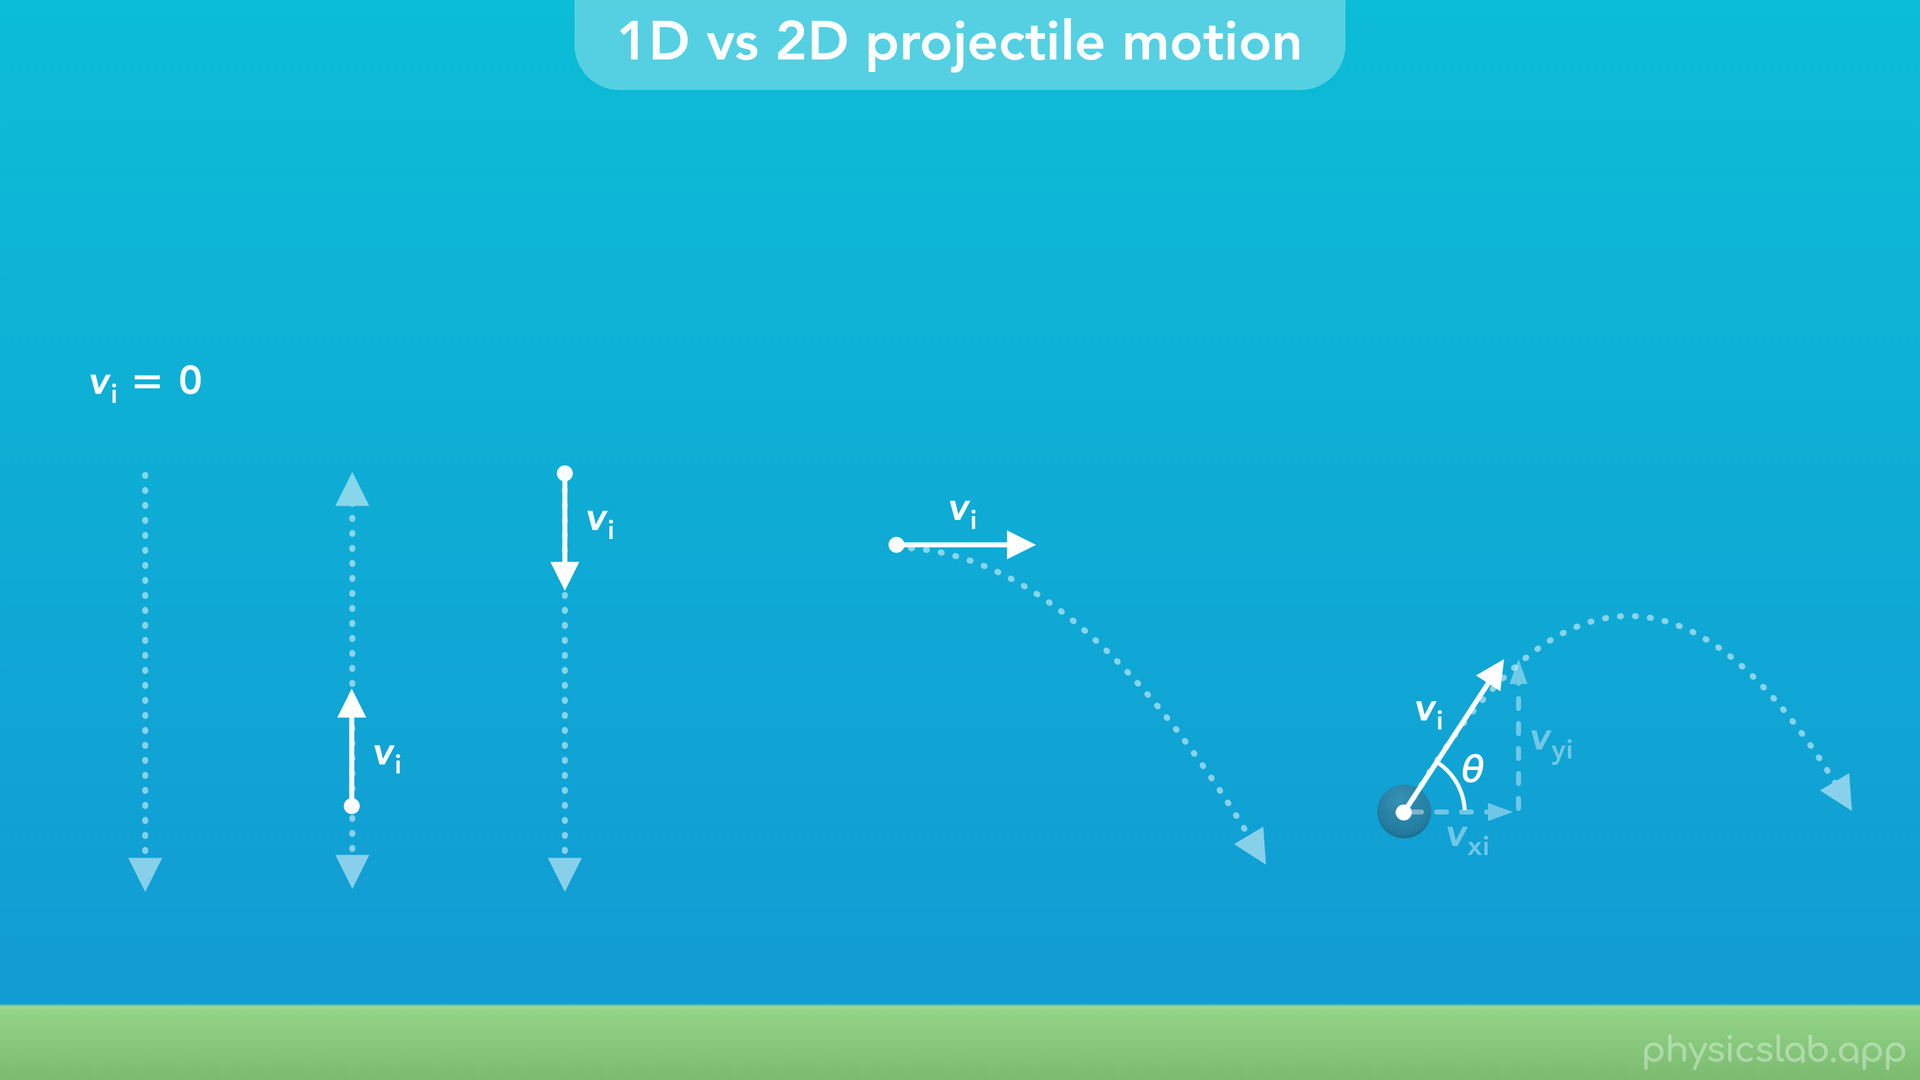 1D vs 2D projectile motion
vᵢ = 0
vᵢ
vᵢ
vᵢ
vᵢ
θ
vyi
vxi
physicslab.app